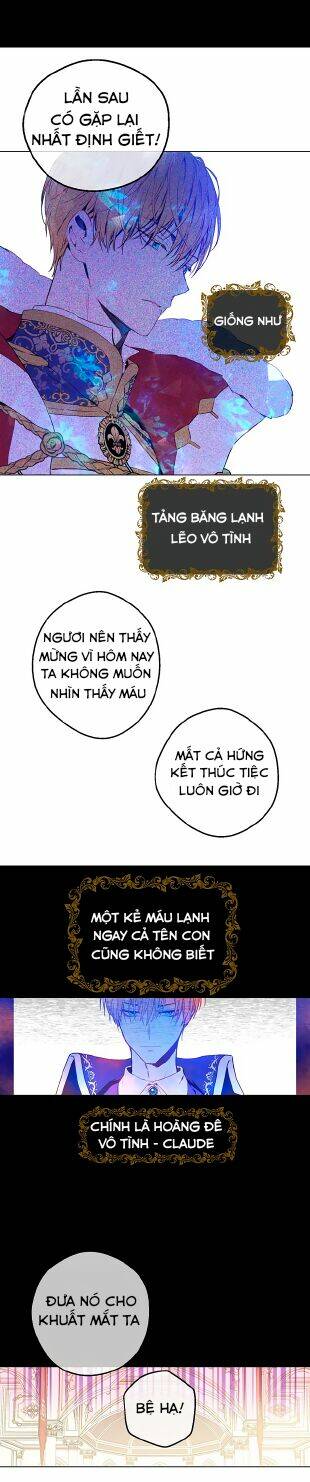 LẦN SAU
CÓ GẶP LẠI
NHẤT ĐỊNH GIẾT!
GIỐNG NHƯ
TẢNG BĂNG LẠNH
LẼO VÔ TÌNH
NGƯƠI NÊN THẤY
MỪNG VÌ HÔM NAY
TA KHÔNG MUỐN
NHÌN THẤY MÁU
MẤT CẢ HỨNG
KẾT THÚC TIỆC
LUÔN GIỜ ĐI
MỘT KẺ MÁU LẠNH
NGAY CẢ TÊN CON
CŨNG KHÔNG BIẾT
CHÍNH LÀ HOÀNG ĐẾ
VÔ TÌNH - CLAUDE
ĐƯA NÓ CHO
KHUẤT MẮT TA
BỆ HẠ!